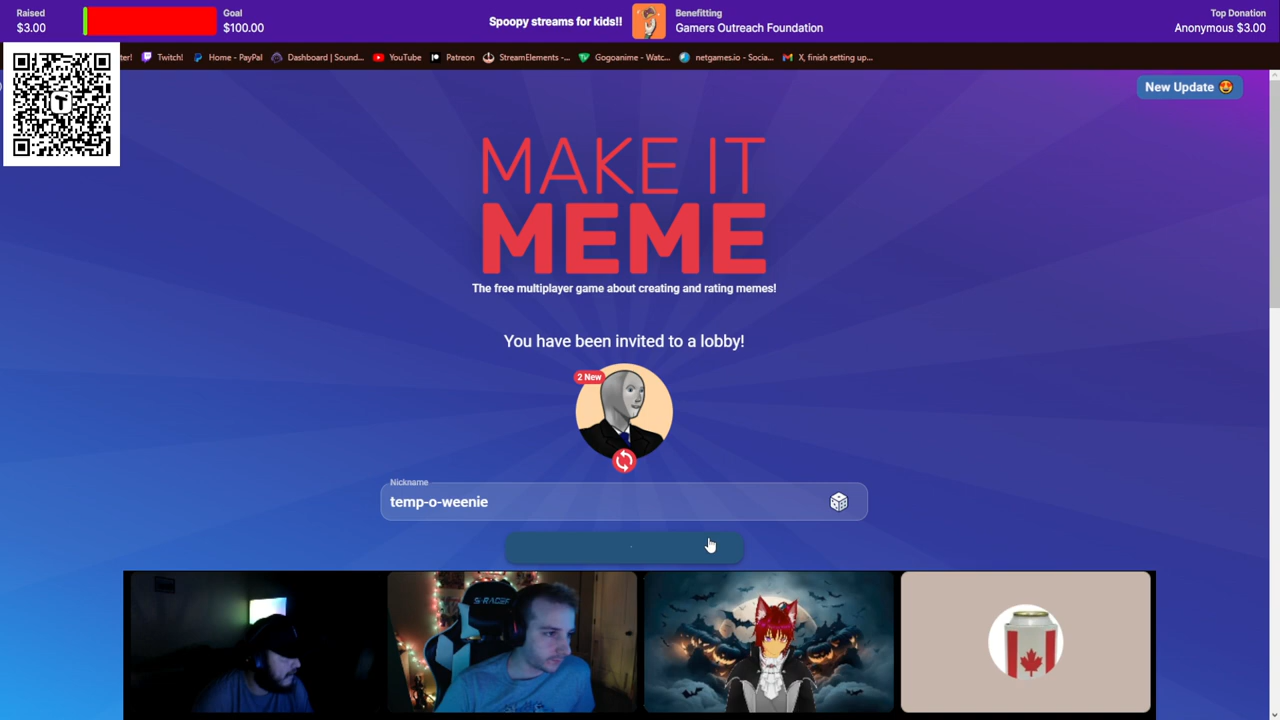 Raised
$3.00
Goal
$100.00
Spoopy streams for kids!!
Benefitting
Gamers Outreach Foundation
Top Donation
Anonymous $3.00
ter!
Twitch!
Home - PayPal
Dashboard | Sound...
YouTube
Patreon
StreamElements -...
Gogoanime - Watc...
netgames.io - Socia...
X, finish setting up...
New Update 🤩
MAKE IT
MEME
The free multiplayer game about creating and rating memes!
You have been invited to a lobby!
2 New
Nickname
temp-o-weenie
S-RACER